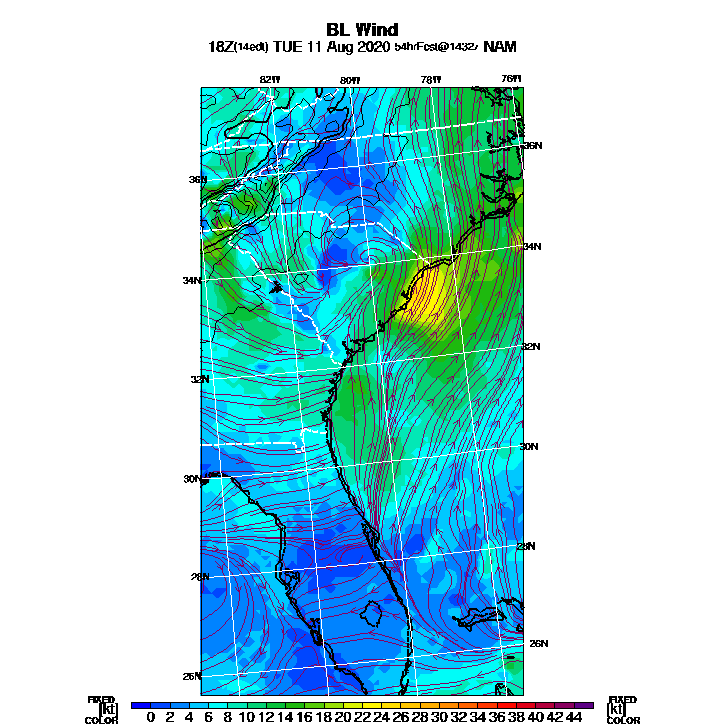 BL Wind
18Z(14edt) TUE 11 Aug 2020 54hrFcst@1432z NAM
82W 80W 78W 76W
36N
36N
34N
34N
32N
32N
30N
30N
28N
28N
26N
26N
FIXED FIXED
[kt] 0 2 4 6 8 10 12 14 16 18 20 22 24 26 28 30 32 34 36 38 40 42 44 [kt]
COLOR COLOR